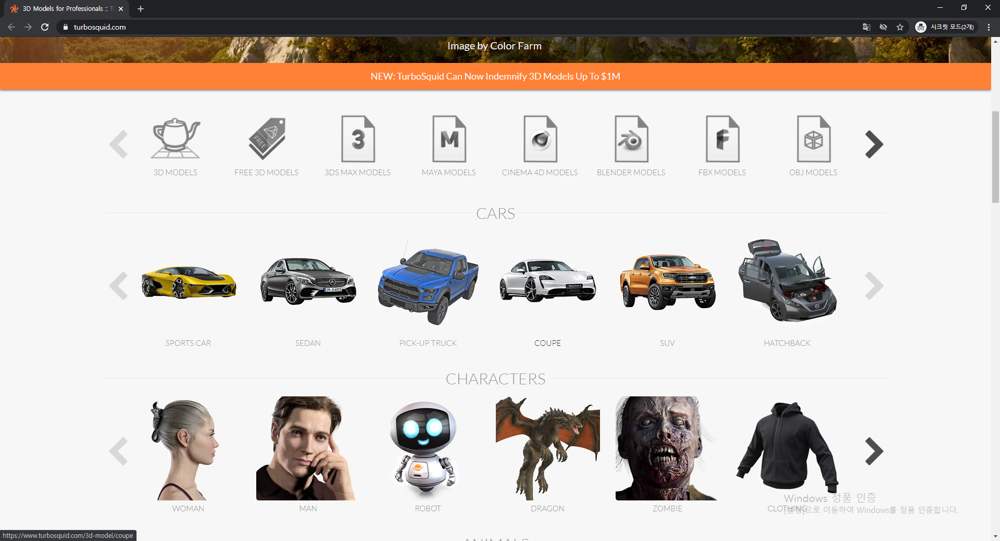 3D Models for Professionals :: T
turbosquid.com
시크릿 모드(2개)
Image by Color Farm
NEW: TurboSquid Can Now Indemnify 3D Models Up To $1M
FREE
3
M
F
3D MODELS
FREE 3D MODELS
3DS MAX MODELS
MAYA MODELS
CINEMA 4D MODELS
BLENDER MODELS
FBX MODELS
OBJ MODELS
CARS
IN·A 6815
SPORTS CAR
SEDAN
PICK-UP TRUCK
COUPE
SUV
HATCHBACK
CHARACTERS
WOMAN
MAN
ROBOT
DRAGON
ZOMBIE
CLOTHING
Windows 정품 인증
[설정]으로 이동하여 Windows를 정품 인증합니다.
https://www.turbosquid.com/3d-model/coupe
ANIMALS